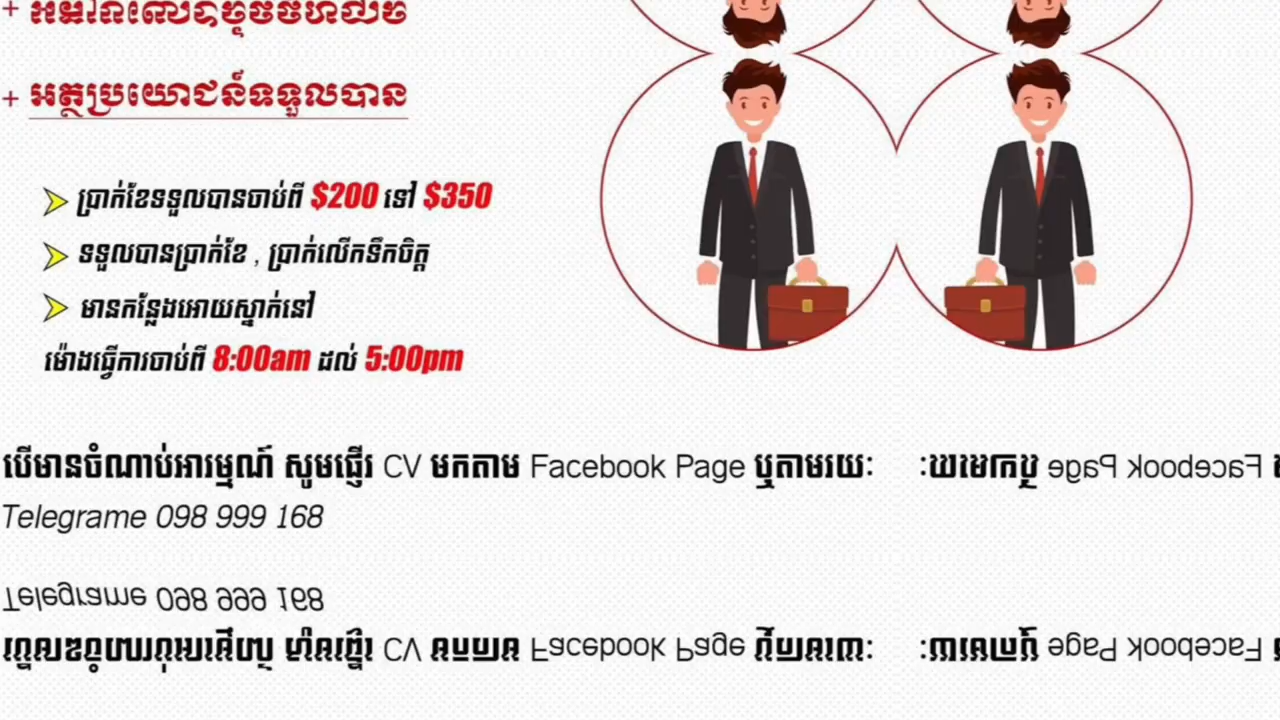 + អត្ថប្រយោជន៍ទទួលបាន
ប្រាក់ខែទទួលបានចាប់ពី $200 ទៅ $350
ទទួលបានប្រាក់ខែ , ប្រាក់លើកទឹកចិត្ត
មានកន្លែងអោយស្នាក់នៅ
ម៉ោងធ្វើការចាប់ពី 8:00am ដល់ 5:00pm
បើមានចំណាប់អារម្មណ៍ សូមផ្ញើរ CV មកតាម Facebook Page ឬតាមរយៈ
Telegrame 098 999 168